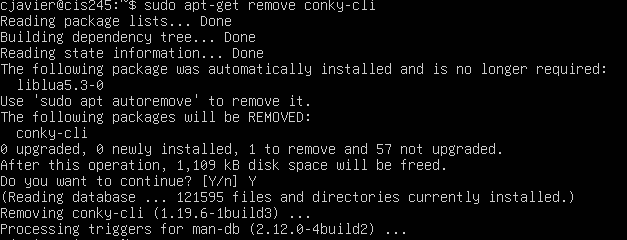 cjavier@cis245:~$ sudo apt-get remove conky-cli
Reading package lists... Done
Building dependency tree... Done
Reading state information... Done
The following package was automatically installed and is no longer required:
  liblua5.3-0
Use 'sudo apt autoremove' to remove it.
The following packages will be REMOVED:
  conky-cli
0 upgraded, 0 newly installed, 1 to remove and 57 not upgraded.
After this operation, 1,109 kB disk space will be freed.
Do you want to continue? [Y/n] Y
(Reading database ... 121595 files and directories currently installed.)
Removing conky-cli (1.19.6-1build3) ...
Processing triggers for man-db (2.12.0-4build2) ...